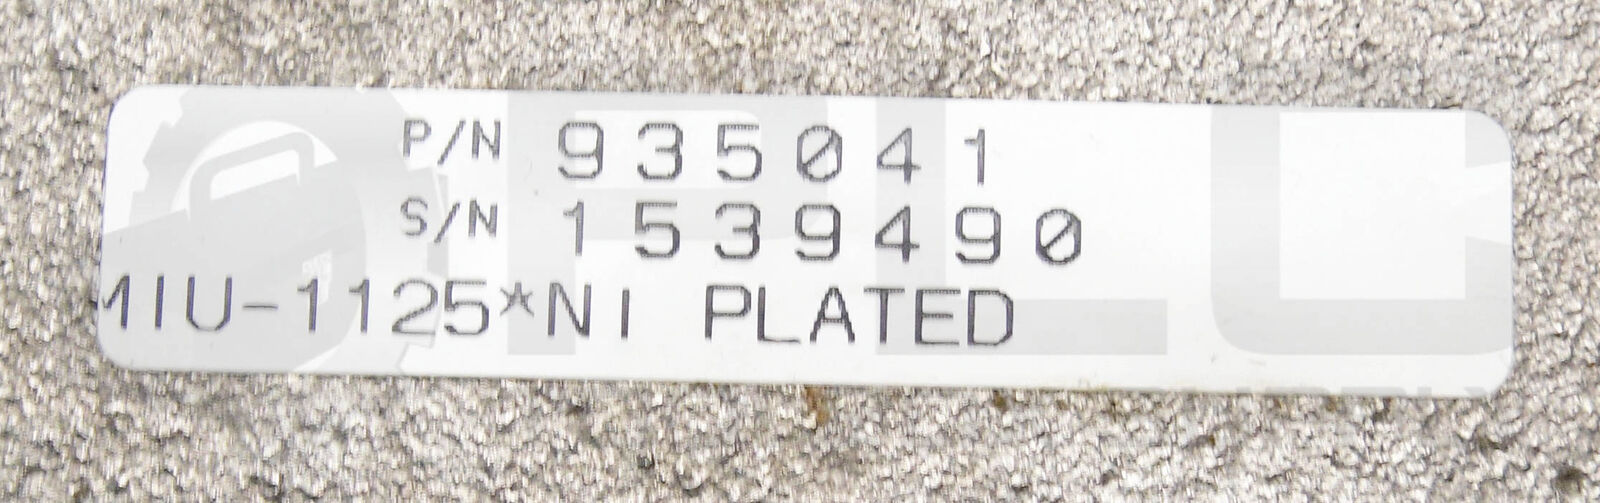 P/N 935041
S/N 1539490
MIU-1125*NI PLATED